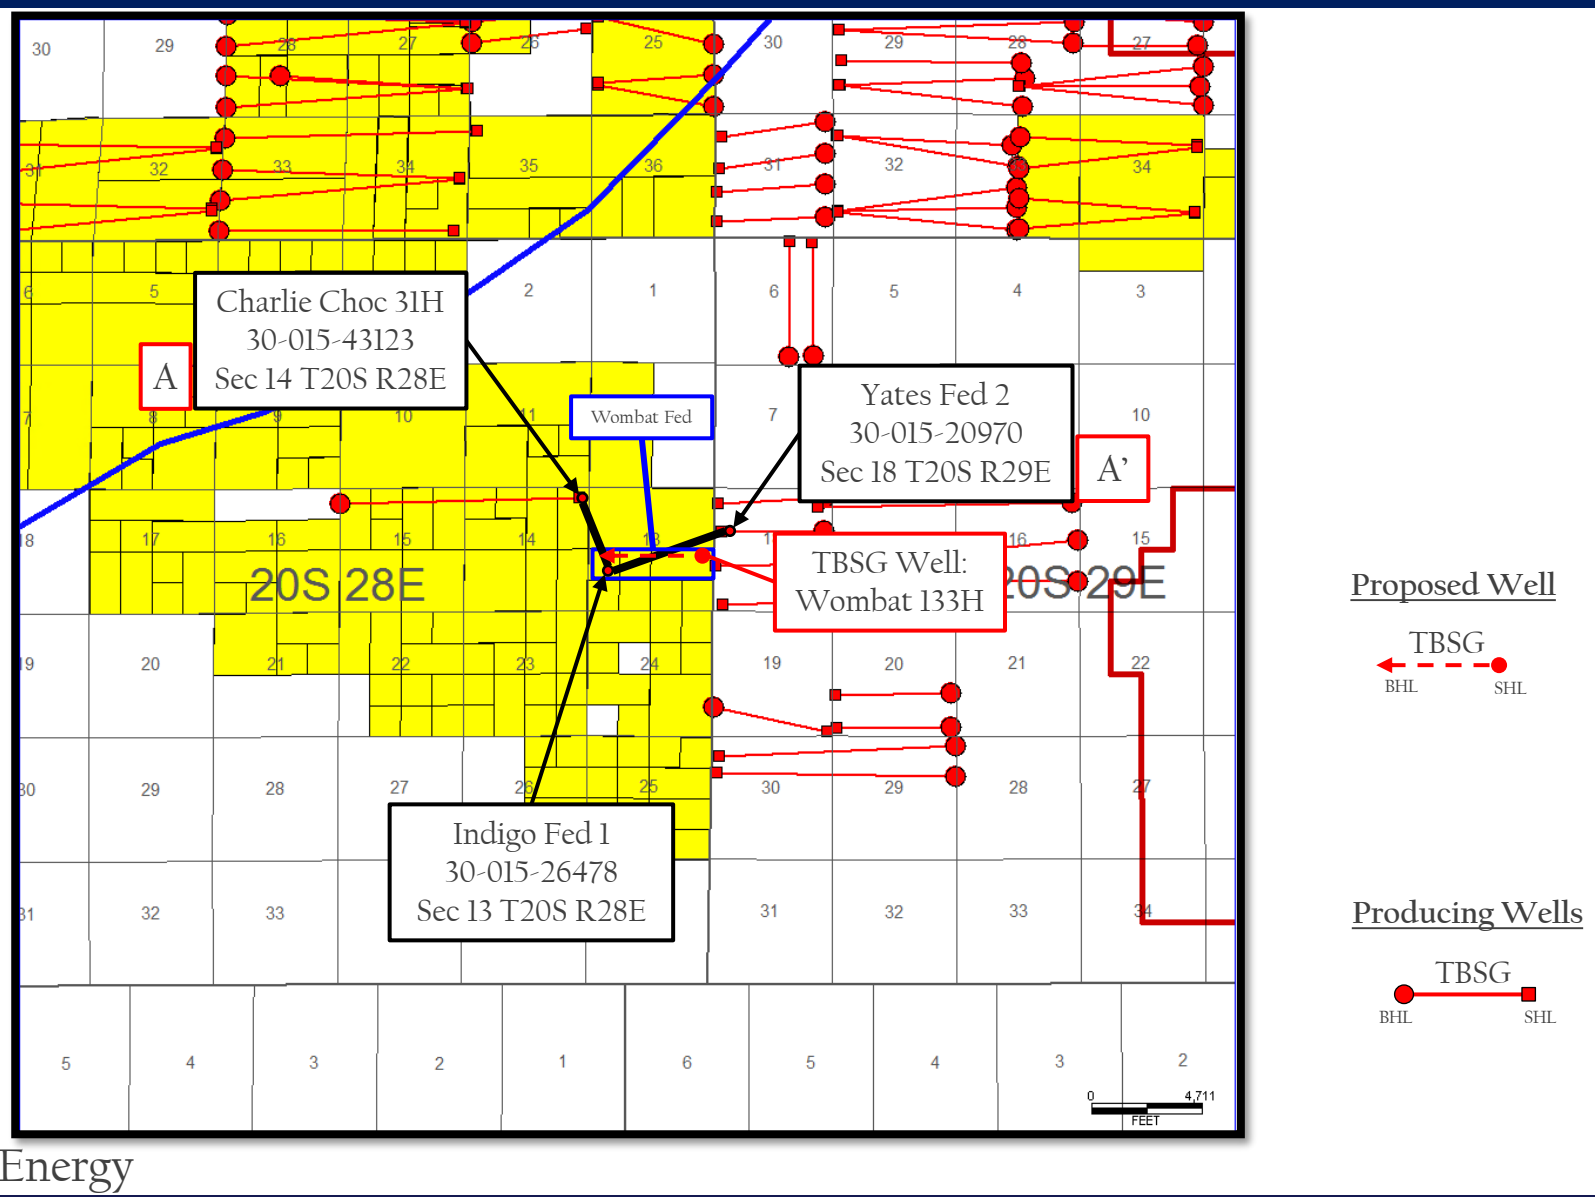 30 29 28 27 26 25 30 29 28 27
31 32 33 34 35 36 31 32 34
6 5 2 1 6 5 4 3
Charlie Choc 31H
30-015-43123
Sec 14 T20S R28E
A
Wombat Fed
Yates Fed 2
30-015-20970
Sec 18 T20S R29E
A’
7 8 9 10 11 7 10
18 17 16 15 14 13 16 15
20S 28E
20S 29E
TBSG Well:
Wombat 133H
19 20 21 22 23 24 19 20 21 22
30 29 28 27 26 25 30 29 28 27
Indigo Fed 1
30-015-26478
Sec 13 T20S R28E
31 32 33 31 32 33 34
5 4 3 2 1 6 5 4 3 2
0 4,711
FEET
Proposed Well
TBSG
BHL SHL
Producing Wells
TBSG
BHL SHL
Energy